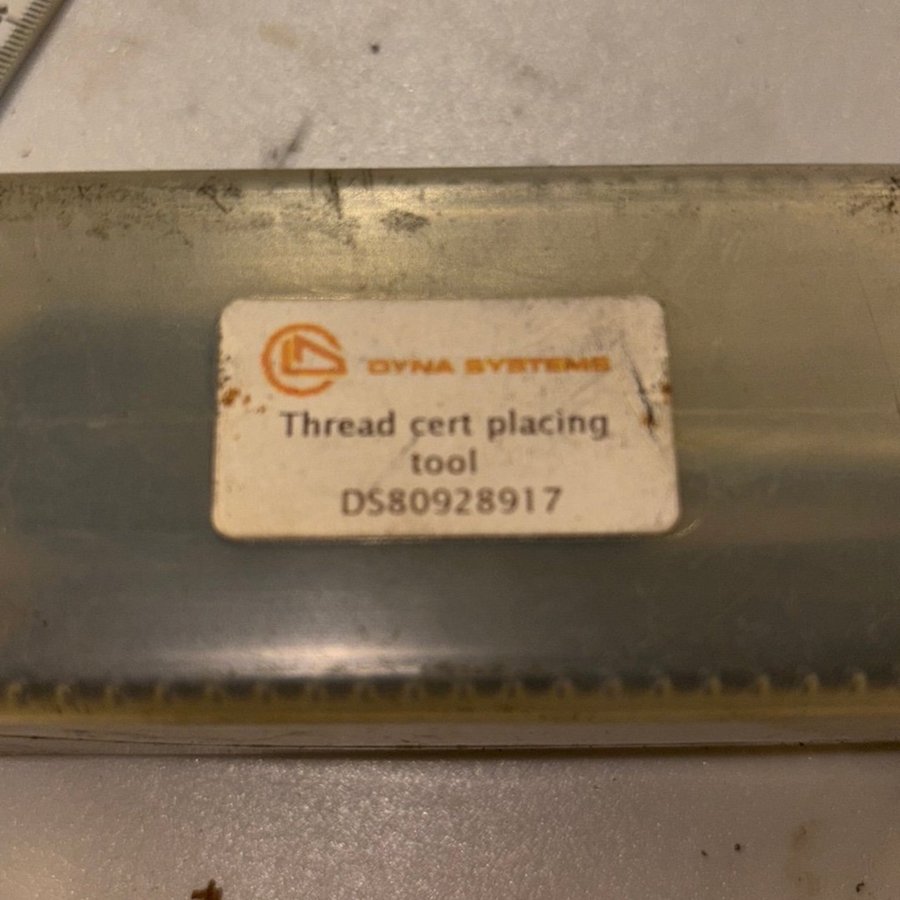 DYNA SYSTEMS
Thread cert placing
tool
DS80928917